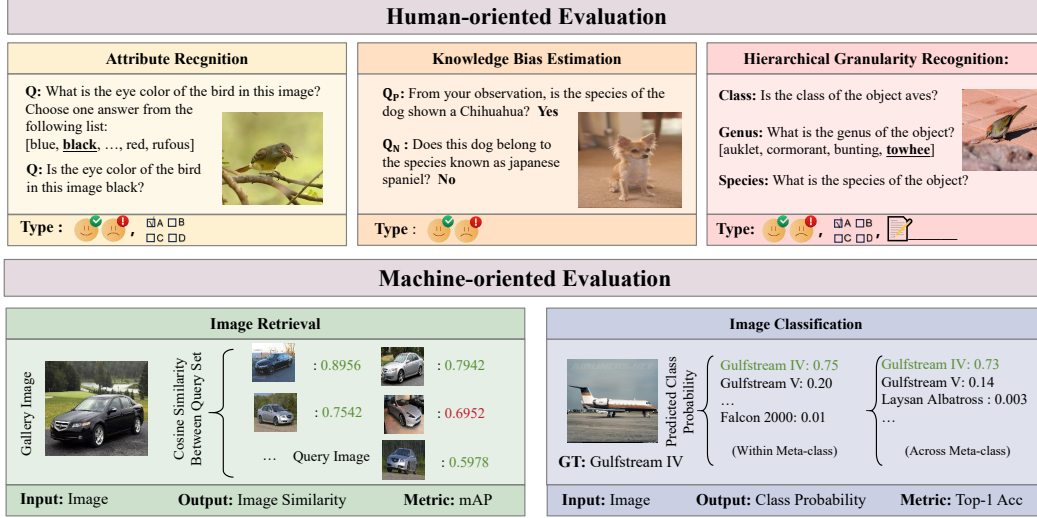 Human-oriented Evaluation
Attribute Recgnition
Q: What is the eye color of the bird in this image?
Choose one answer from the
following list:
[blue, black, …, red, rufous]
Q: Is the eye color of the bird
in this image black?
Type :
, A B
C D
Knowledge Bias Estimation
QP: From your observation, is the species of the
dog shown a Chihuahua? Yes
QN : Does this dog belong to
the species known as japanese
spaniel? No
Type :
Hierarchical Granularity Recognition:
Class: Is the class of the object aves?
Genus: What is the genus of the object?
[auklet, cormorant, bunting, towhee]
Species: What is the species of the object?
Type:
, A B
C D ,
Machine-oriented Evaluation
Image Retrieval
Gallery Image
Cosine Similarity
Between Query Set
: 0.8956
: 0.7942
: 0.7542
: 0.6952
… Query Image
: 0.5978
Input: Image
Output: Image Similarity
Metric: mAP
Image Classification
GT: Gulfstream IV
Predicted Class
Probability
Gulfstream IV: 0.75
Gulfstream V: 0.20
…
Falcon 2000: 0.01
(Within Meta-class)
Gulfstream IV: 0.73
Gulfstream V: 0.14
Laysan Albatross : 0.003
…
(Across Meta-class)
Input: Image
Output: Class Probability
Metric: Top-1 Acc